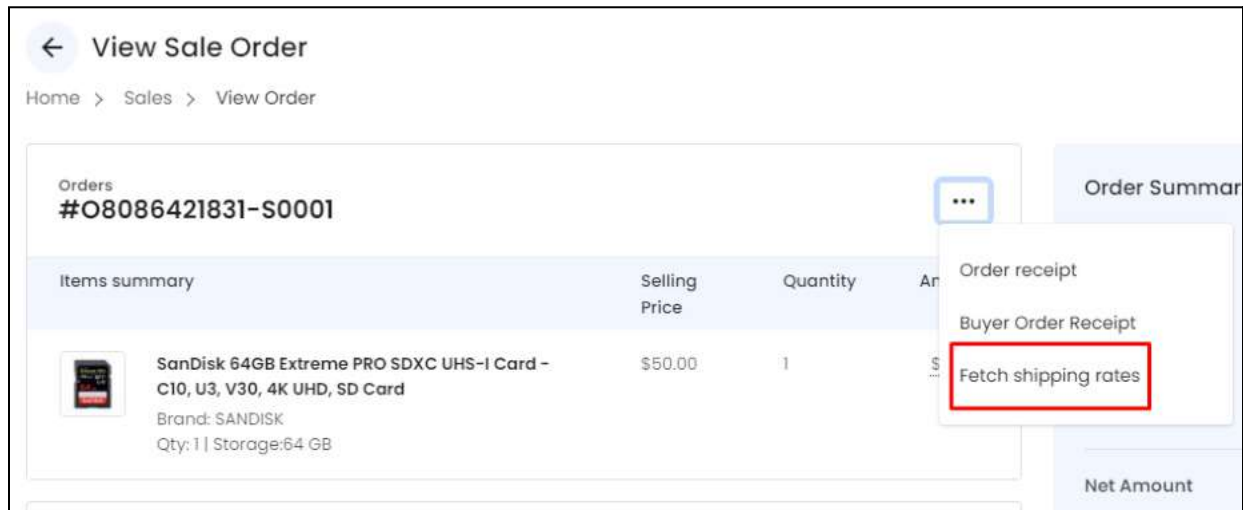 View Sale Order
Home > Sales > View Order
Orders
#O8086421831-S0001
Order Summar
Order receipt
Buyer Order Receipt
Fetch shipping rates
Items summary
Selling
Price
Quantity
An
SanDisk 64GB Extreme PRO SDXC UHS-I Card -
C10, U3, V30, 4K UHD, SD Card
Brand: SANDISK
Qty: 1 | Storage:64 GB
$50.00
1
$
Net Amount